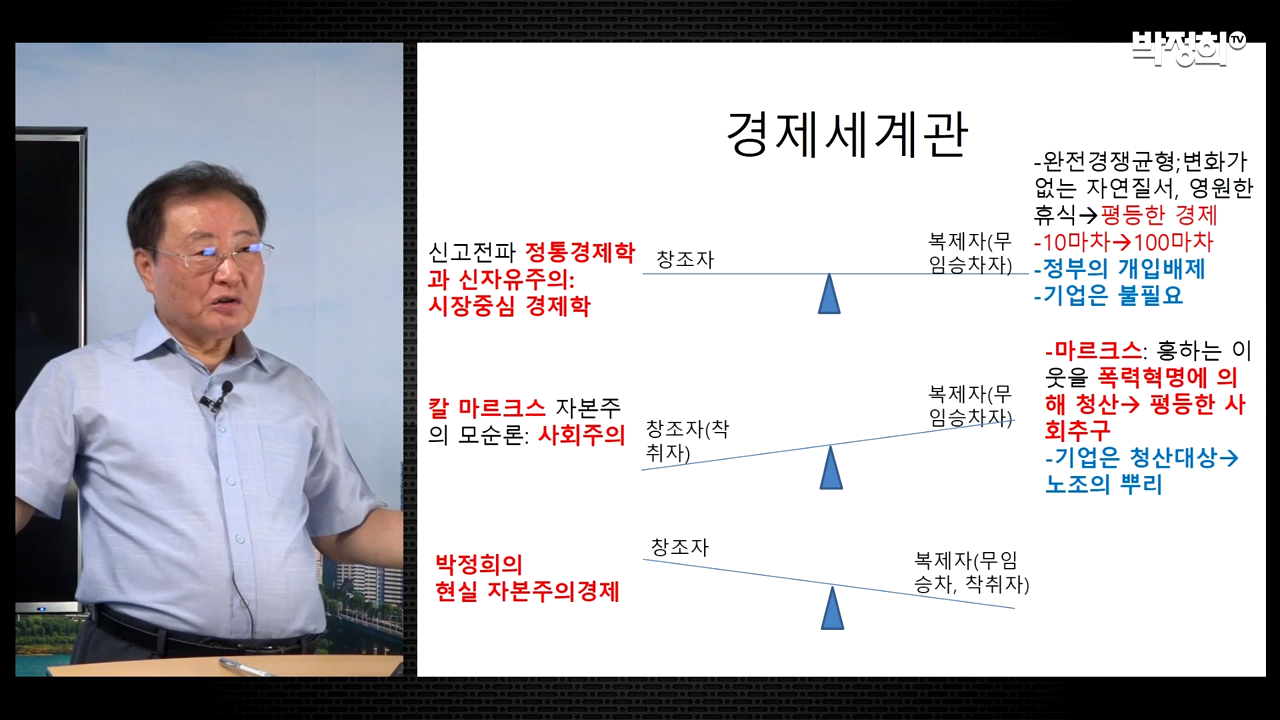 박정희TV
경제세계관
신고전파 정통경제학
과 신자유주의:
시장중심 경제학
창조자
복제자(무
임승차자)
-완전경쟁균형;변화가
없는 자연질서, 영원한
휴식→평등한 경제
-10마차→100마차
-정부의 개입배제
-기업은 불필요
칼 마르크스 자본주
의 모순론: 사회주의
창조자(착
취자)
복제자(무
임승차자)
-마르크스: 흥하는 이
웃을 폭력혁명에 의
해 청산→ 평등한 사
회추구
-기업은 청산대상→
노조의 뿌리
박정희의
현실 자본주의경제
창조자
복제자(무임
승차, 착취자)